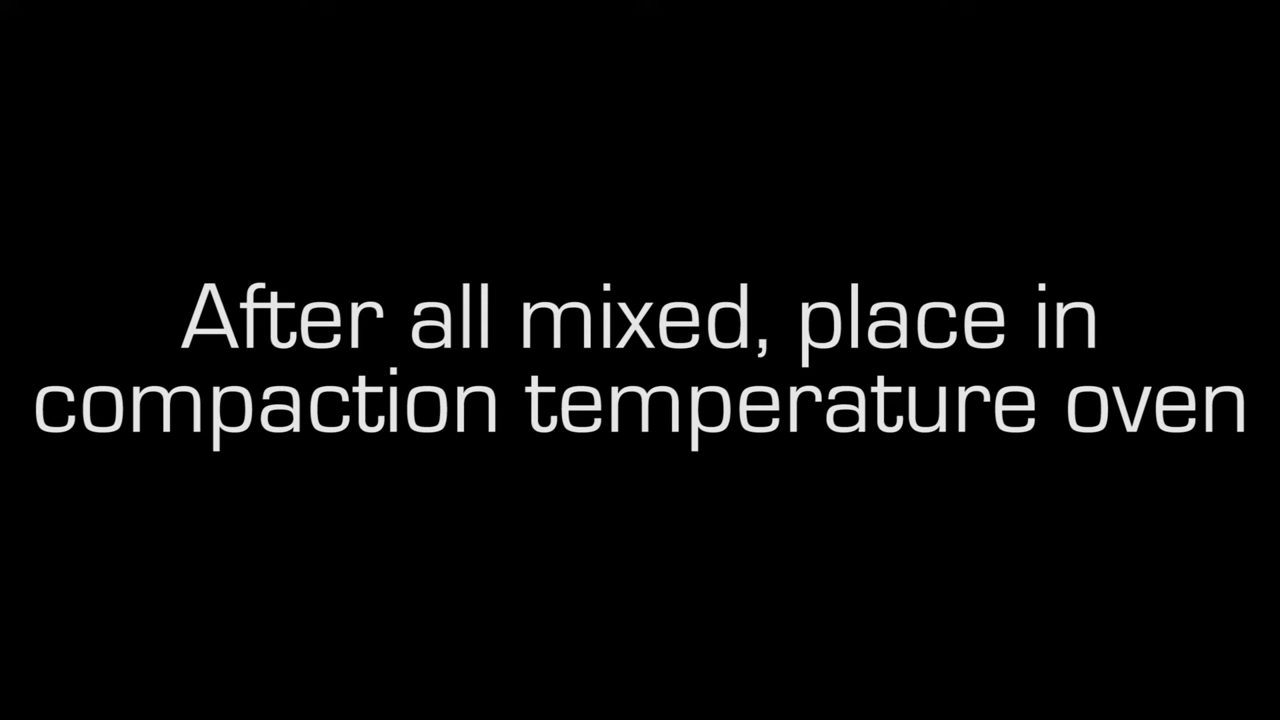 After all mixed, place in
compaction temperature oven